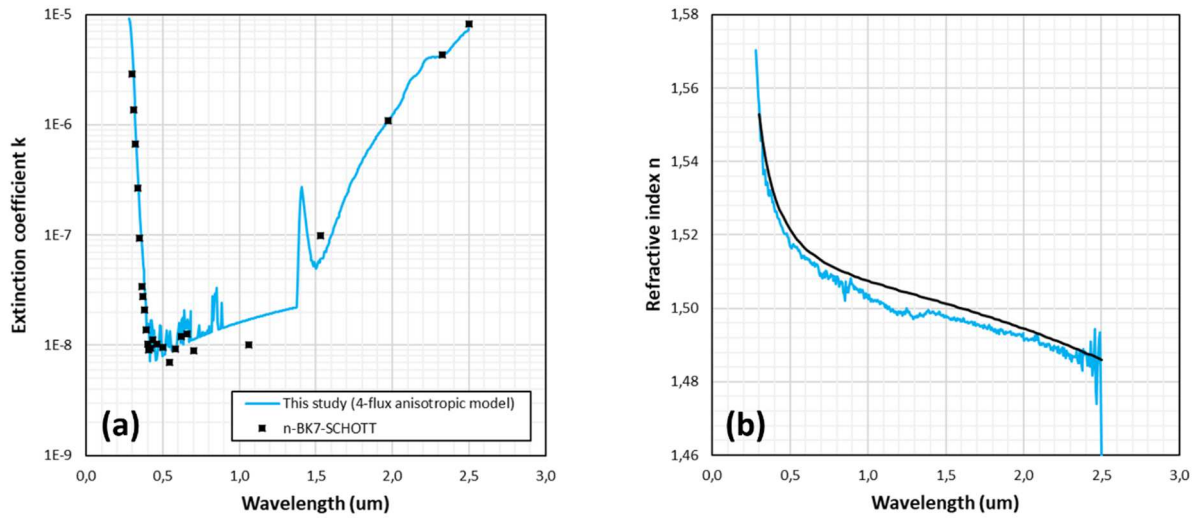 1E-5
1E-6
1E-7
1E-8
1E-9
Extinction coefficient k
(a)
This study (4-flux anisotropic model)
n-BK7-SCHOTT
0,0 0,5 1,0 1,5 2,0 2,5 3,0
Wavelength (um)
1,58
1,56
1,54
1,52
1,50
1,48
1,46
Refractive index n
(b)
0,0 0,5 1,0 1,5 2,0 2,5 3,0
Wavelength (um)